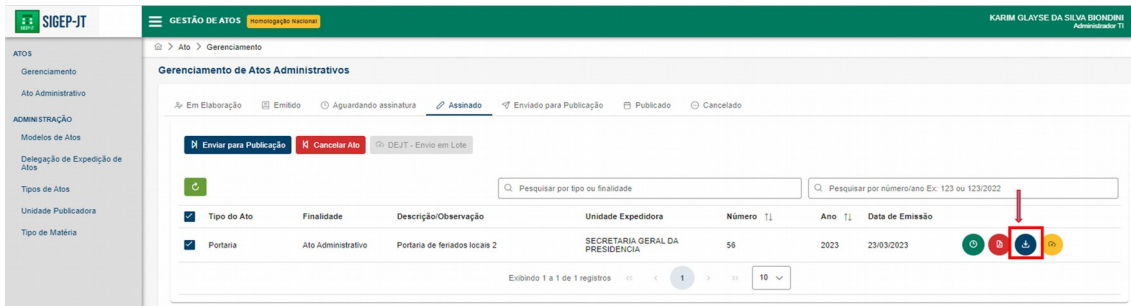 SIGEP-JT
GESTÃO DE ATOS Homologação Nacional
KARIM GLAYSE DA SILVA BIONDINI
Administrador TI
> Ato > Gerenciamento
ATOS
Gerenciamento
Ato Administrativo
ADMINISTRAÇÃO
Modelos de Atos
Delegação de Expedição de
Atos
Tipos de Atos
Unidade Publicadora
Tipo de Matéria
Gerenciamento de Atos Administrativos
Em Elaboração Emitido Aguardando assinatura Assinado Enviado para Publicação Publicado Cancelado
Enviar para Publicação Cancelar Ato DEJT - Envio em Lote
Pesquisar por tipo ou finalidade Pesquisar por número/ano Ex: 123 ou 123/2022
Tipo do Ato Finalidade Descrição/Observação Unidade Expedidora Número Ano Data de Emissão
Portaria Ato Administrativo Portaria de feriados locais 2 SECRETARIA GERAL DA
PRESIDENCIA 56 2023 23/03/2023
Exibindo 1 a 1 de 1 registros << < 1 > >> 10